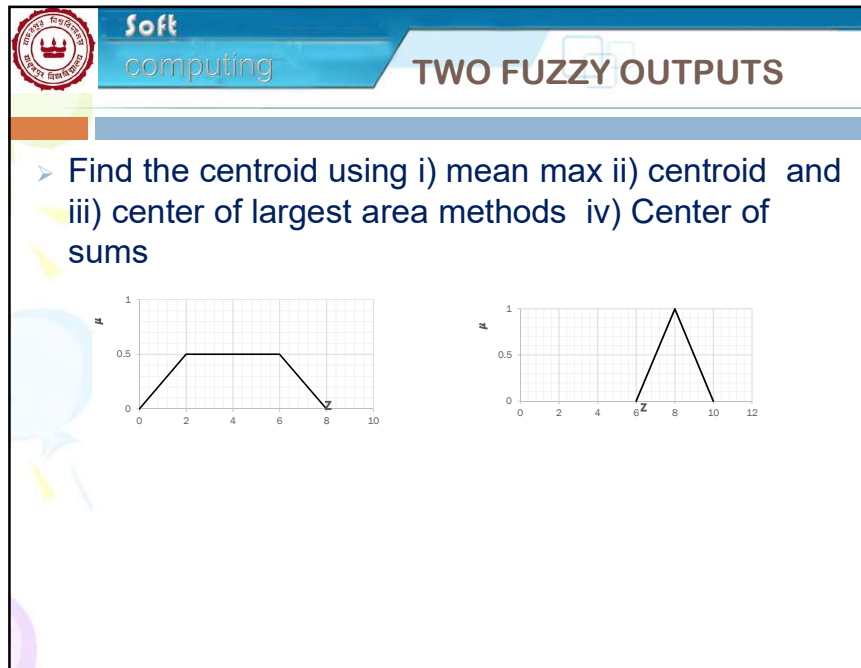 Soft
computing
TWO FUZZY OUTPUTS
➢ Find the centroid using i) mean max ii) centroid and
iii) center of largest area methods iv) Center of
sums
1
μ
0.5
0
Z
0 2 4 6 8 10
1
μ
0.5
0
Z
0 2 4 6 8 10 12